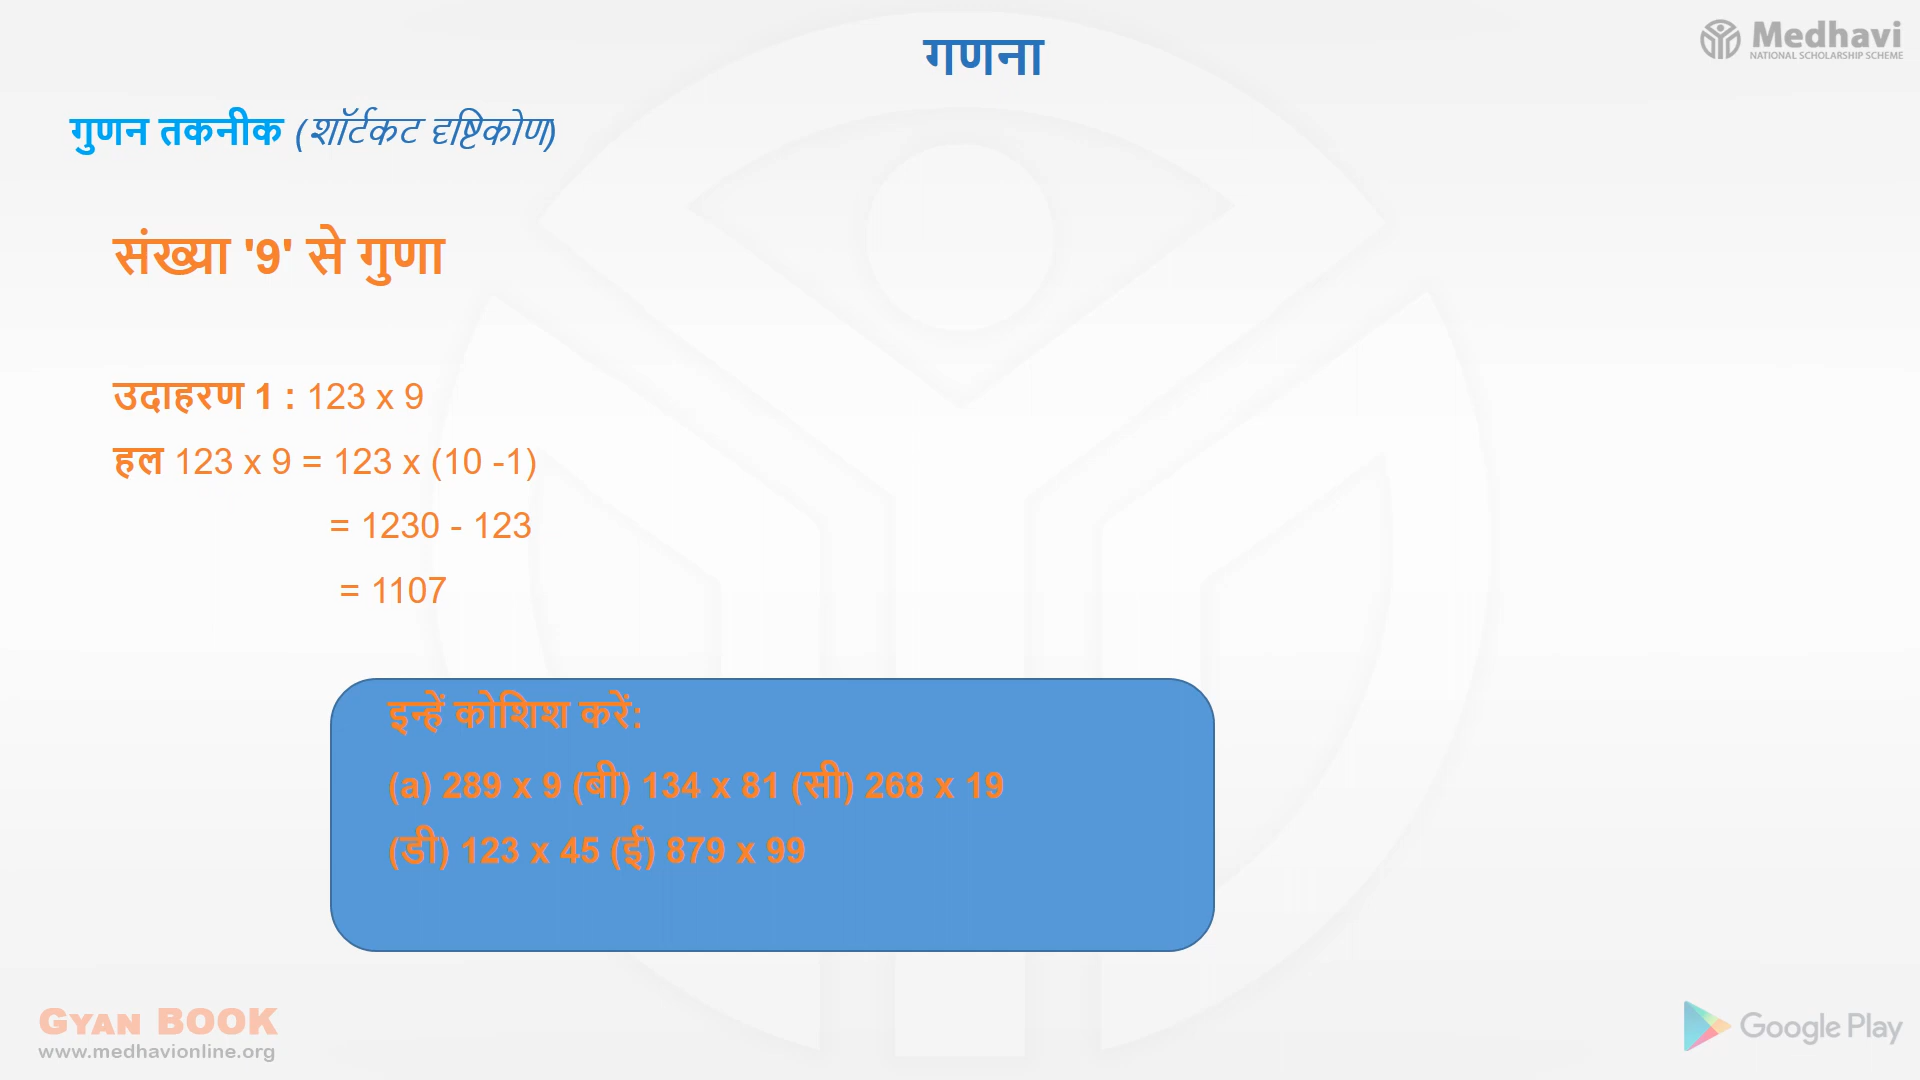 Medhavi
NATIONAL SCHOLARSHIP SCHEME
गणना
गुणन तकनीक (शॉर्टकट दृष्टिकोण)
संख्या '9' से गुणा
उदाहरण 1 : 123 x 9
हल 123 x 9 = 123 x (10 -1)
= 1230 - 123
= 1107
इन्हें कोशिश करें:
(a) 289 x 9 (बी) 134 x 81 (सी) 268 x 19
(डी) 123 x 45 (ई) 879 x 99
GYAN BOOK
www.medhavionline.org
Google Play